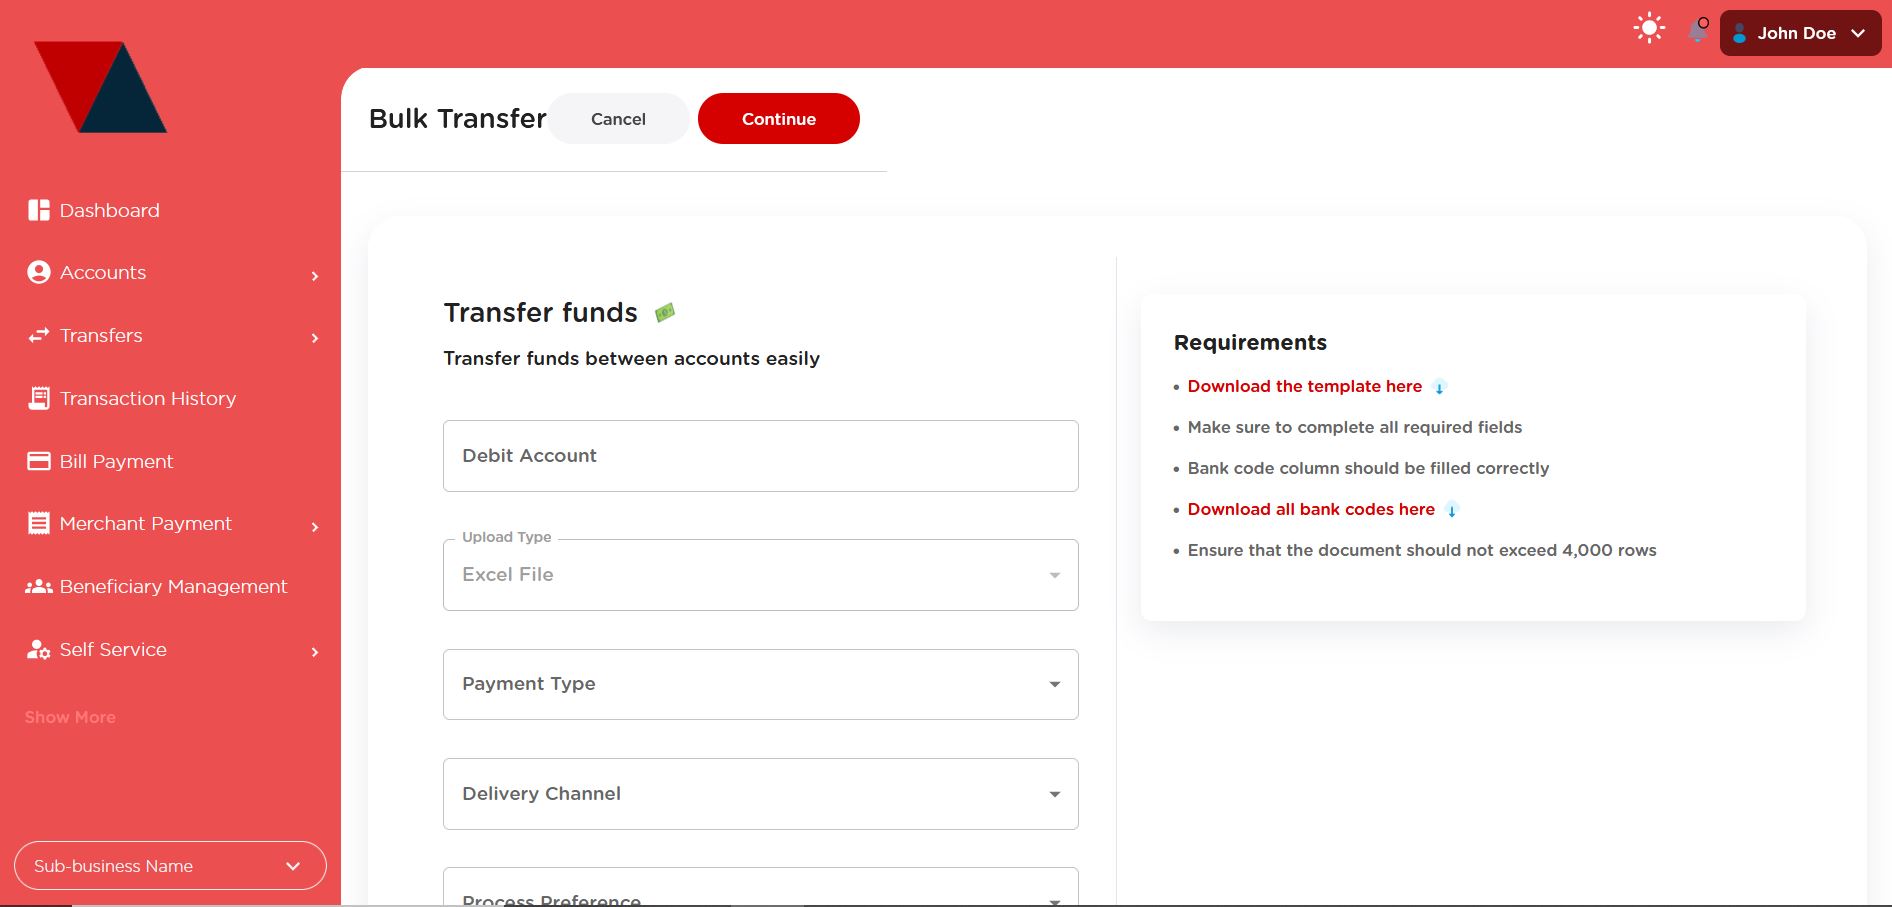 John Doe
Bulk Transfer
Cancel
Continue
Dashboard
Accounts
Transfers
Transaction History
Bill Payment
Merchant Payment
Beneficiary Management
Self Service
Show More
Sub-business Name
Transfer funds
Transfer funds between accounts easily
Debit Account
Upload Type
Excel File
Payment Type
Delivery Channel
Process Preference
Requirements
• Download the template here
• Make sure to complete all required fields
• Bank code column should be filled correctly
• Download all bank codes here
• Ensure that the document should not exceed 4,000 rows